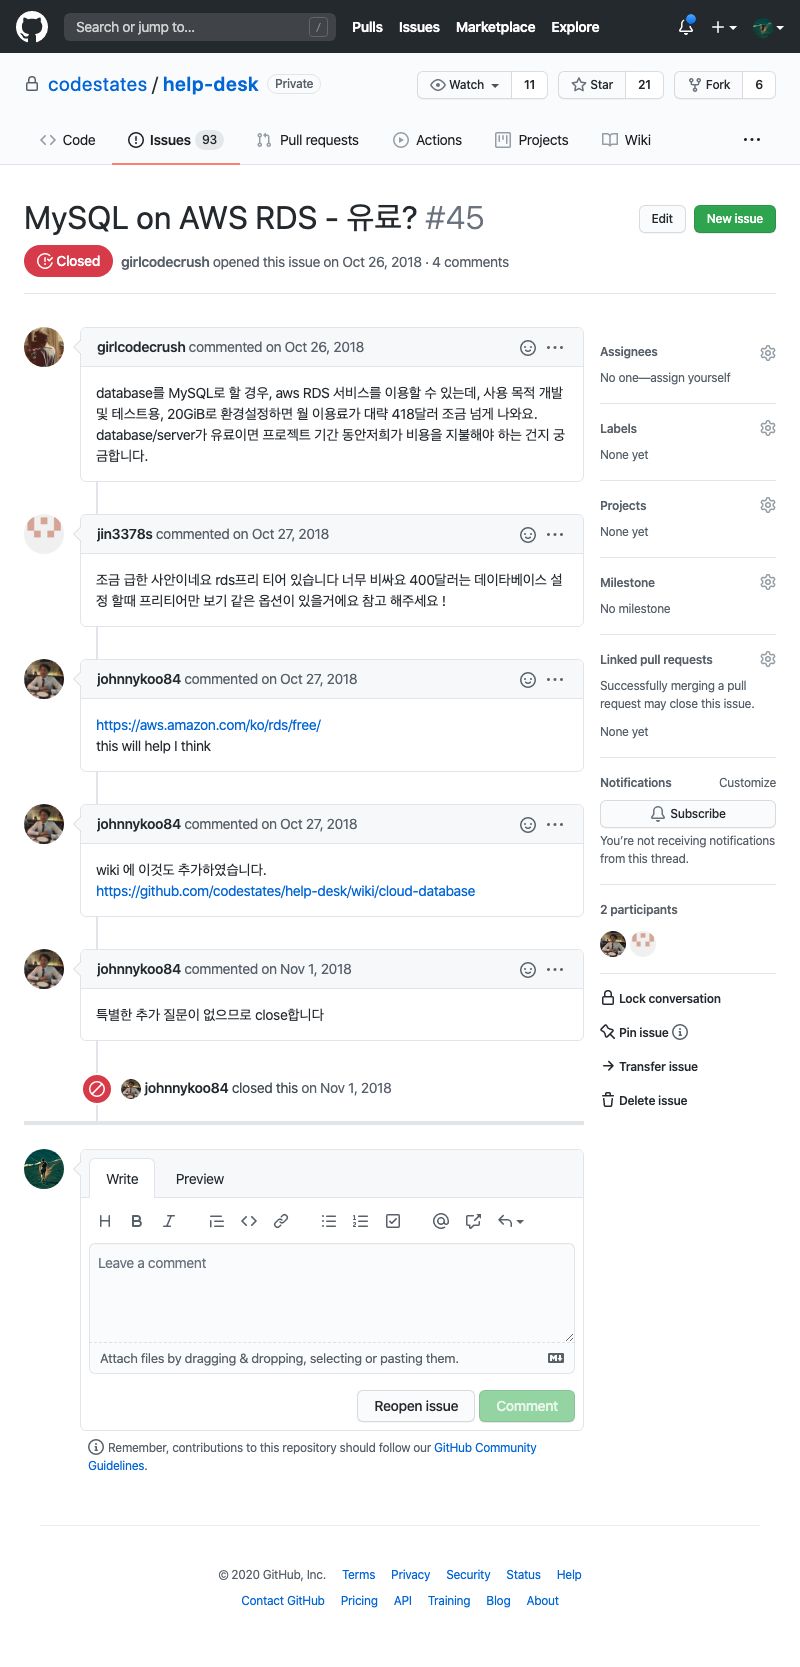 Search or jump to... /
Pulls Issues Marketplace Explore
codestates / help-desk Private
Watch 11 Star 21 Fork 6
Code Issues 93 Pull requests Actions Projects Wiki
MySQL on AWS RDS - 유료? #45
Edit New issue
Closed girlcodecrush opened this issue on Oct 26, 2018 · 4 comments
girlcodecrush commented on Oct 26, 2018
database를 MySQL로 할 경우, aws RDS 서비스를 이용할 수 있는데, 사용 목적 개발
및 테스트용, 20GiB로 환경설정하면 월 이용료가 대략 418달러 조금 넘게 나와요.
database/server가 유료이면 프로젝트 기간 동안저희가 비용을 지불해야 하는 건지 궁
금합니다.
jin3378s commented on Oct 27, 2018
조금 급한 사안이네요 rds프리 티어 있습니다 너무 비싸요 400달러는 데이타베이스 설
정 할때 프리티어만 보기 같은 옵션이 있을거에요 참고 해주세요 !
johnnykoo84 commented on Oct 27, 2018
https://aws.amazon.com/ko/rds/free/
this will help I think
johnnykoo84 commented on Oct 27, 2018
wiki 에 이것도 추가하였습니다.
https://github.com/codestates/help-desk/wiki/cloud-database
johnnykoo84 commented on Nov 1, 2018
특별한 추가 질문이 없으므로 close합니다
johnnykoo84 closed this on Nov 1, 2018
Assignees
No one—assign yourself
Labels
None yet
Projects
None yet
Milestone
No milestone
Linked pull requests
Successfully merging a pull
request may close this issue.
None yet
Notifications Customize
Subscribe
You're not receiving notifications
from this thread.
2 participants
Lock conversation
Pin issue
Transfer issue
Delete issue
Write Preview
Leave a comment
Attach files by dragging & dropping, selecting or pasting them.
Reopen issue Comment
Remember, contributions to this repository should follow our GitHub Community
Guidelines.
© 2020 GitHub, Inc. Terms Privacy Security Status Help
Contact GitHub Pricing API Training Blog About